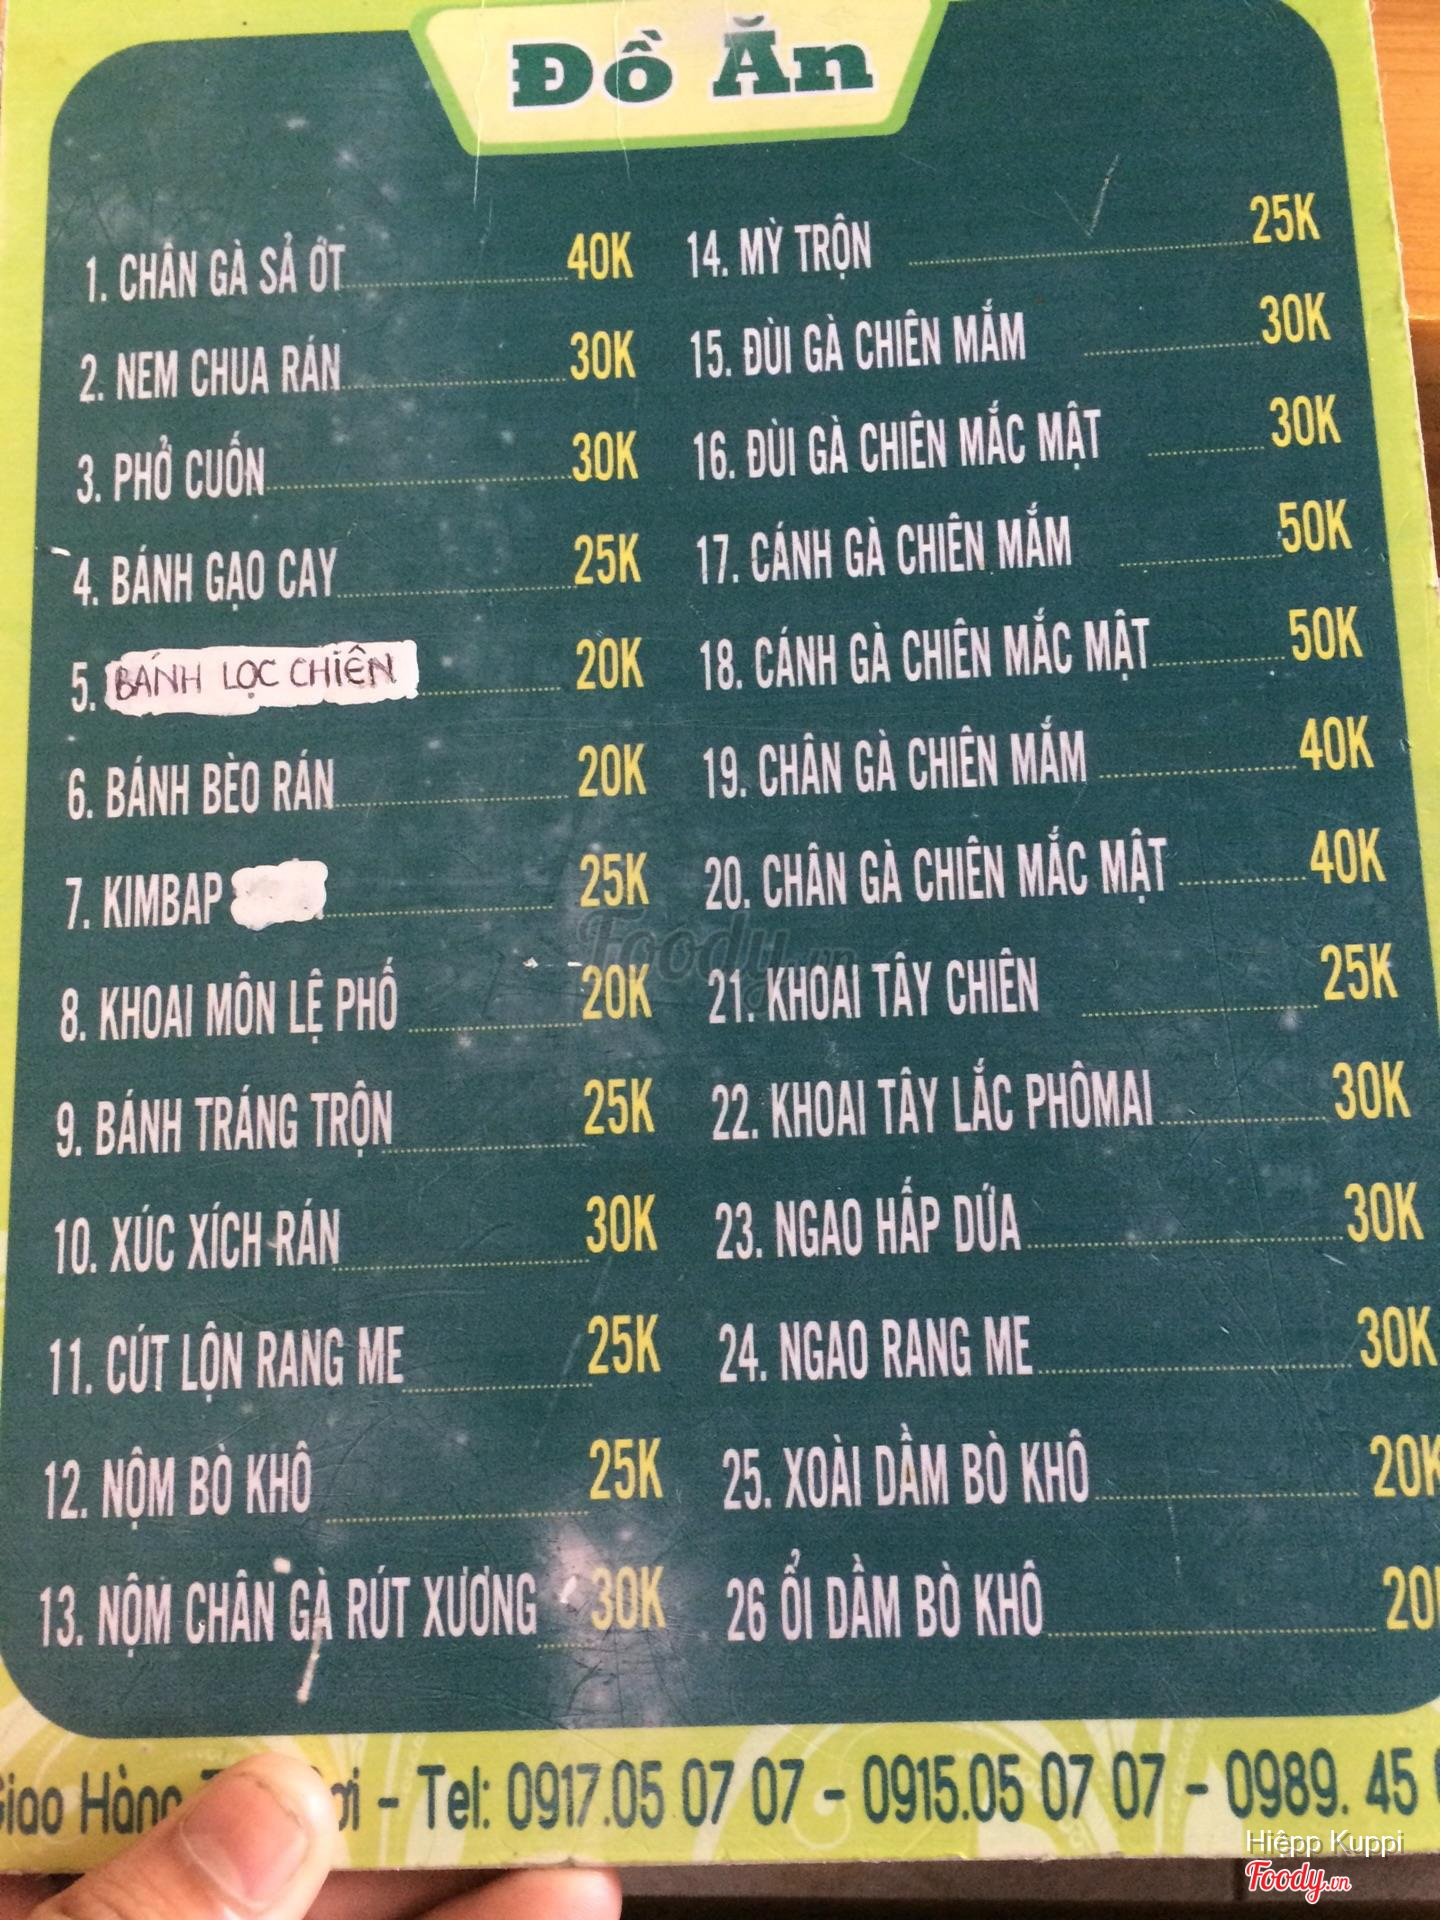 Đồ Ăn
1. CHÂN GÀ SẢ ỚT 40K
2. NEM CHUA RÁN 30K
3. PHỞ CUỐN 30K
4. BÁNH GẠO CAY 25K
5. BÁNH LỌC CHIÊN 20K
6. BÁNH BÈO RÁN 20K
7. KIMBAP 25K
8. KHOAI MÔN LỆ PHỐ 20K
9. BÁNH TRÁNG TRỘN 25K
10. XÚC XÍCH RÁN 30K
11. CÚT LỘN RANG ME 25K
12. NỘM BÒ KHÔ 25K
13. NỘM CHÂN GÀ RÚT XƯƠNG 30K
14. MỲ TRỘN 25K
15. ĐÙI GÀ CHIÊN MẮM 30K
16. ĐÙI GÀ CHIÊN MẮC MẬT 30K
17. CÁNH GÀ CHIÊN MẮM 50K
18. CÁNH GÀ CHIÊN MẮC MẬT 50K
19. CHÂN GÀ CHIÊN MẮM 40K
20. CHÂN GÀ CHIÊN MẮC MẬT 40K
21. KHOAI TÂY CHIÊN 25K
22. KHOAI TÂY LẮC PHÔMAI 30K
23. NGAO HẤP DỨA 30K
24. NGAO RANG ME 30K
25. XOÀI DẦM BÒ KHÔ 20K
26 ỔI DẦM BÒ KHÔ 20
Giao Hàng - Tel: 0917.05 07 07 - 0915.05 07 07 - 0989. 45
Foody.vn
Hiêpp Kuppi
Foody.vn